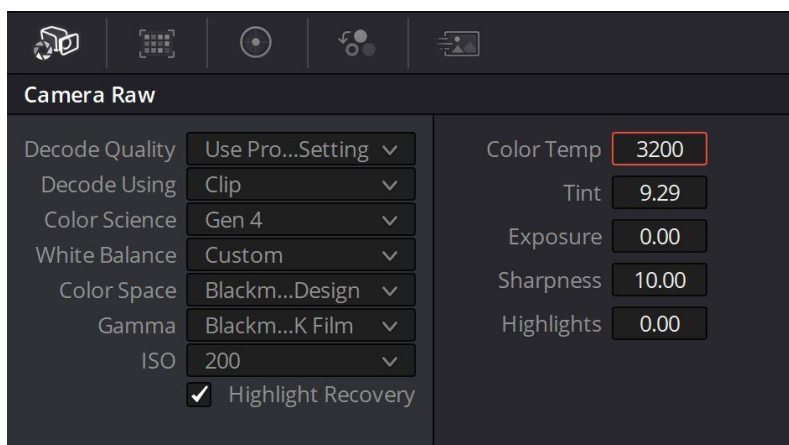 Camera Raw
Decode Quality Use Pro...Setting
Decode Using Clip
Color Science Gen 4
White Balance Custom
Color Space Blackm...Design
Gamma Blackm...K Film
ISO 200
Highlight Recovery
Color Temp 3200
Tint 9.29
Exposure 0.00
Sharpness 10.00
Highlights 0.00